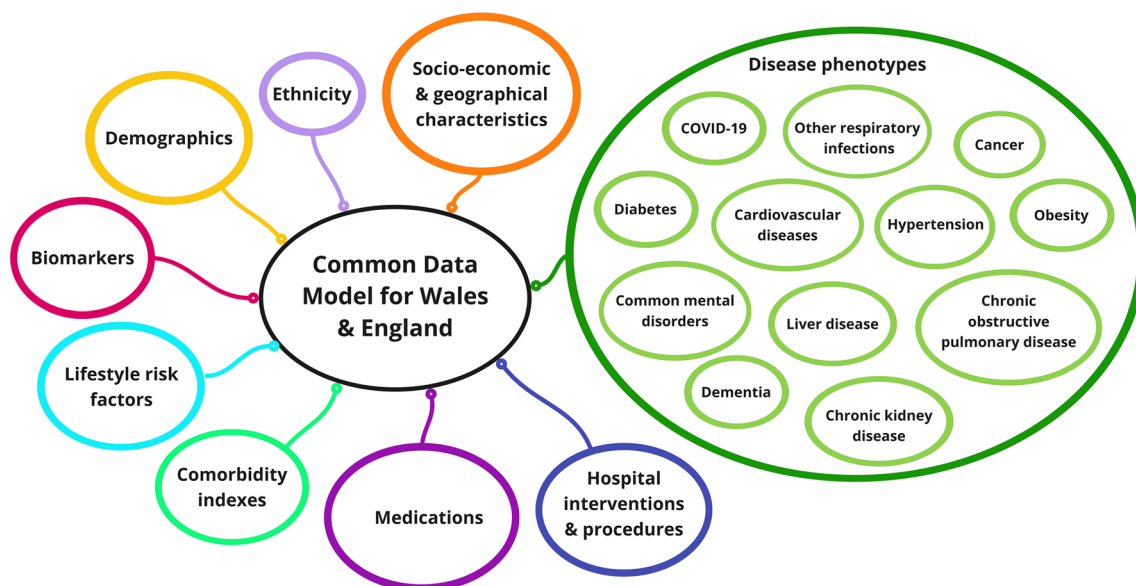 Socio-economic
& geographical
characteristics
Ethnicity
Demographics
Biomarkers
Lifestyle risk
factors
Comorbidity
indexes
Medications
Hospital
interventions
& procedures
Common Data
Model for Wales
& England
Disease phenotypes
COVID-19
Other respiratory
infections
Cancer
Diabetes
Cardiovascular
diseases
Hypertension
Obesity
Common mental
disorders
Liver disease
Chronic
obstructive
pulmonary disease
Dementia
Chronic kidney
disease